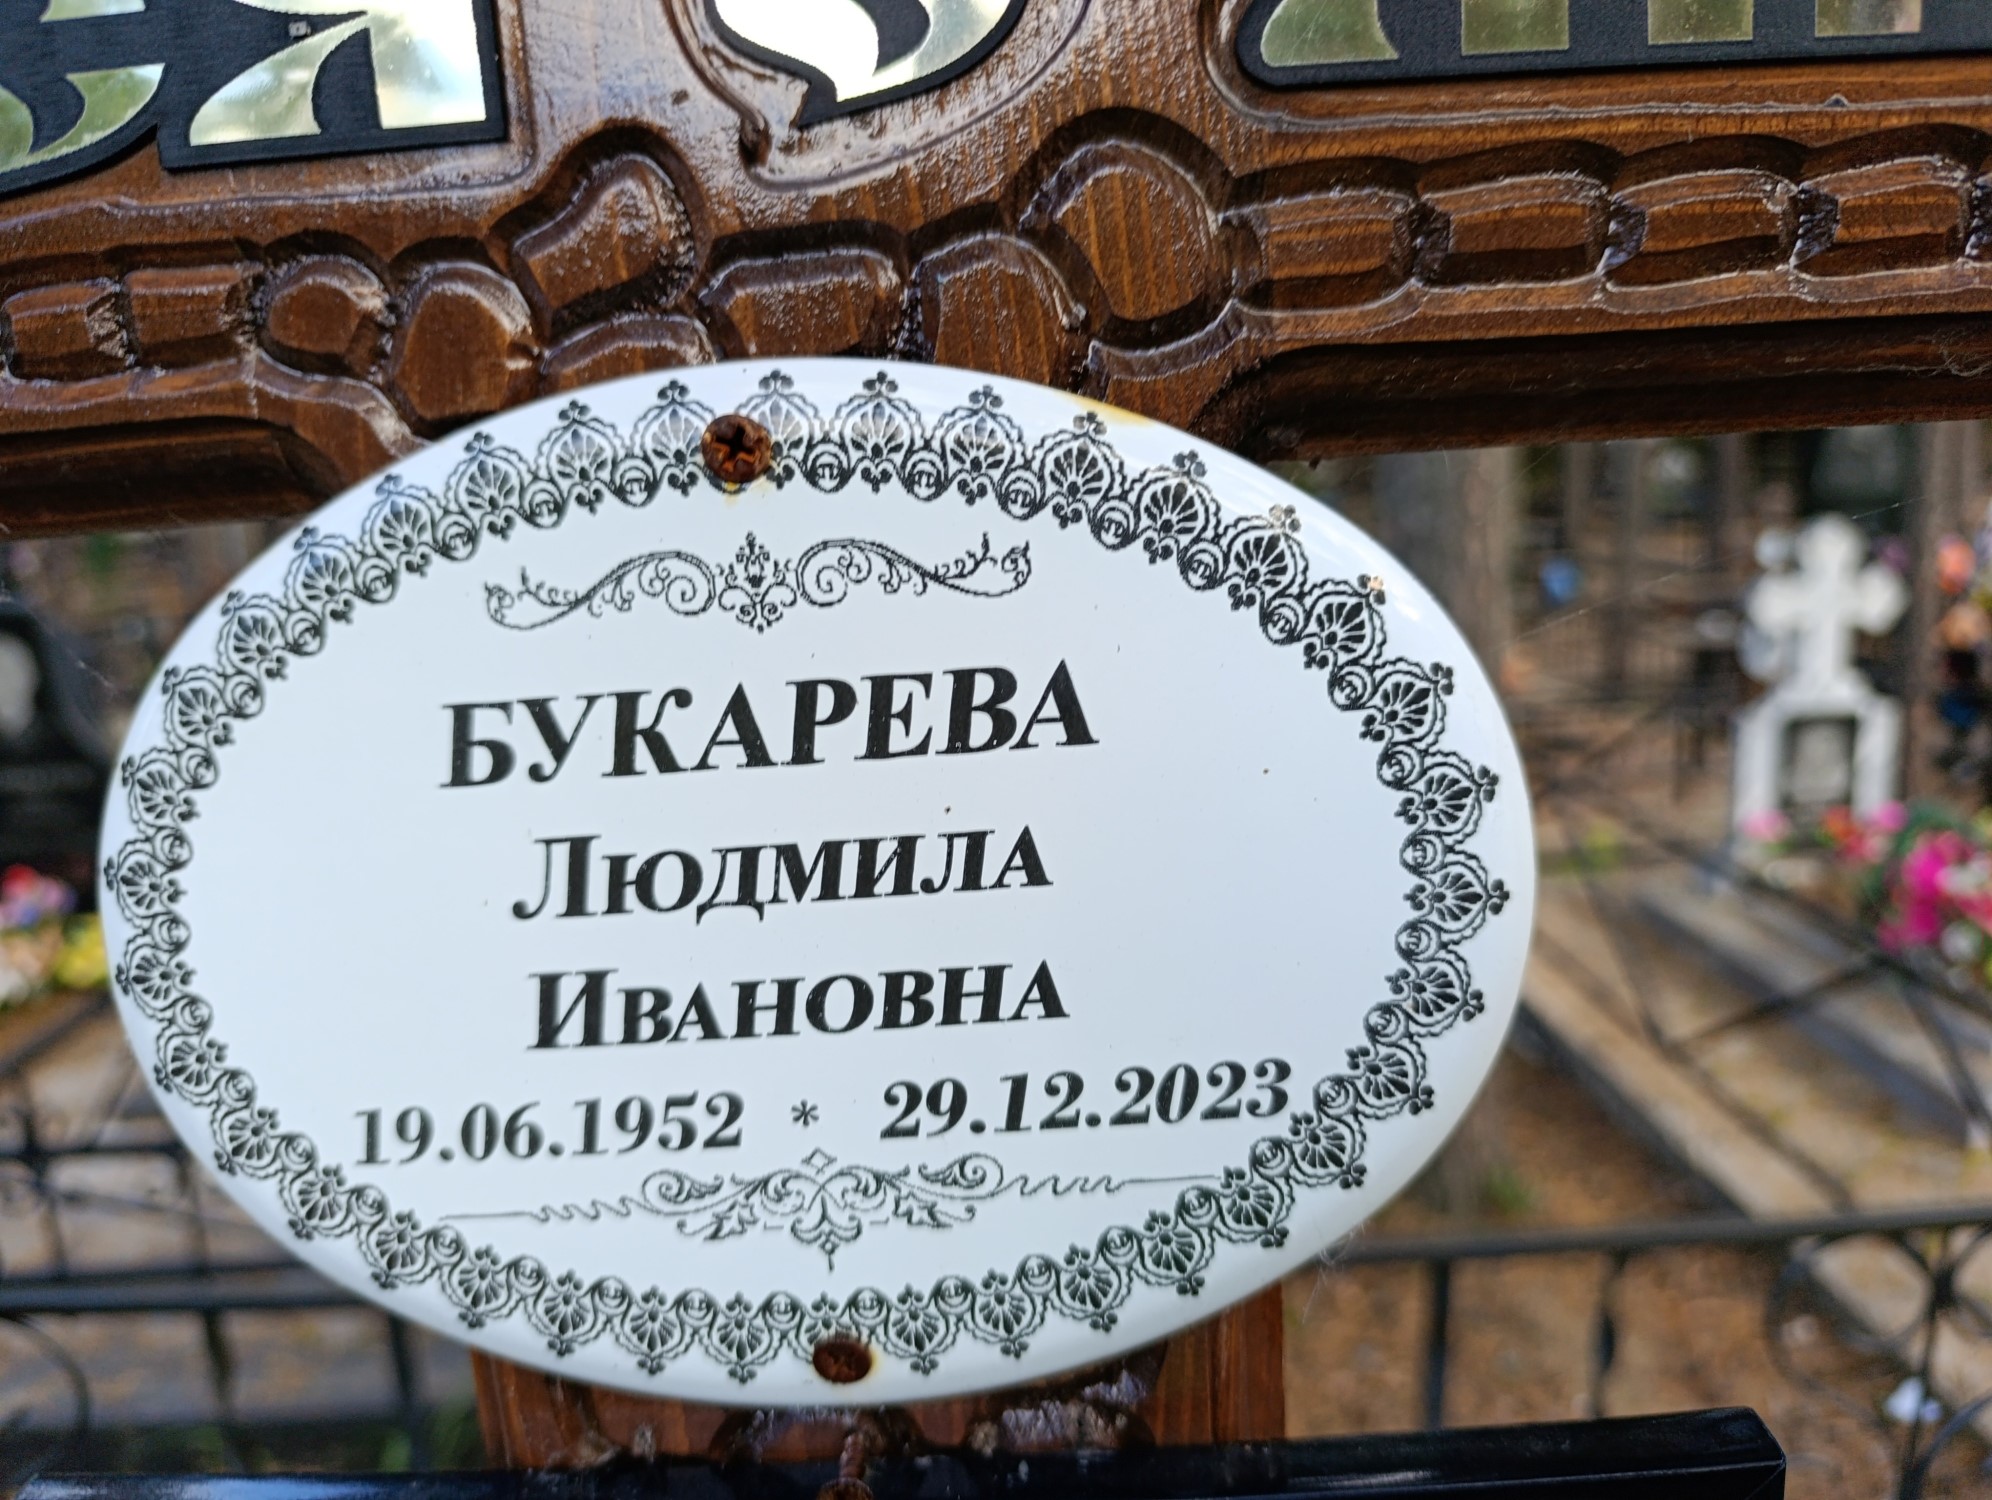 БУКАРЕВА
ЛЮДМИЛА
ИВАНОВНА
19.06.1952 * 29.12.2023